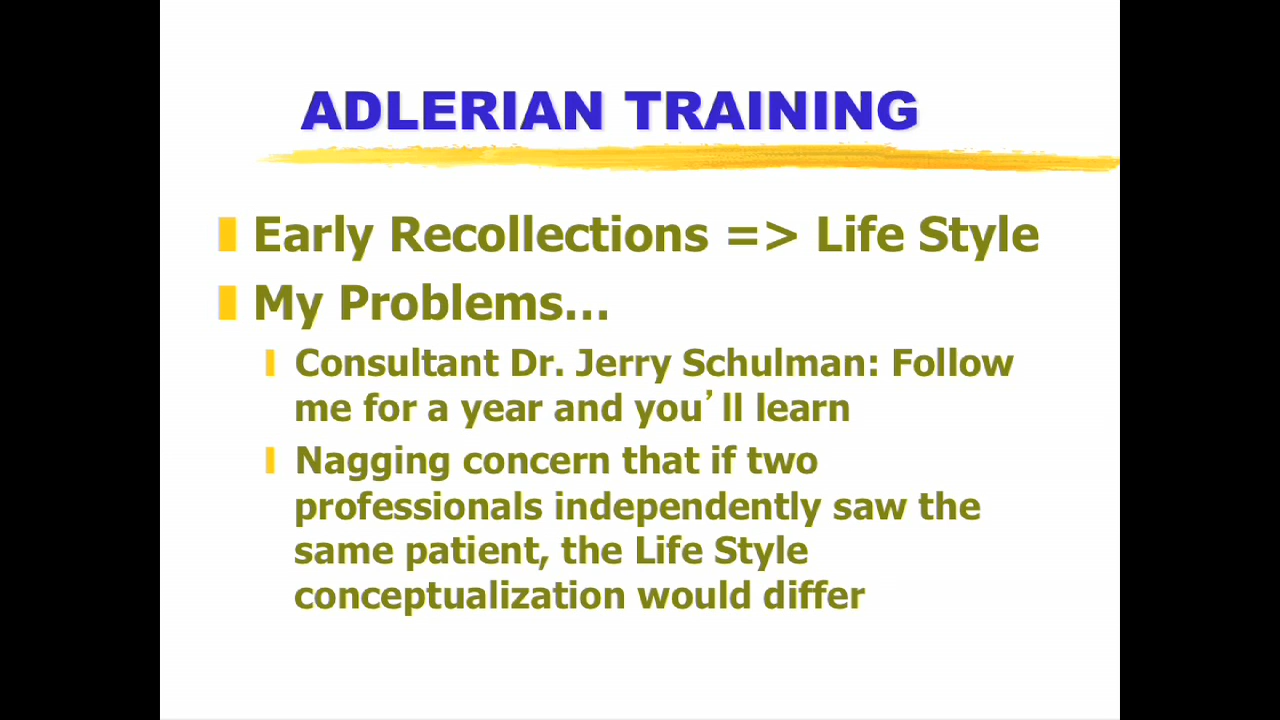 ADLERIAN TRAINING
Early Recollections => Life Style
My Problems...
Consultant Dr. Jerry Schulman: Follow
me for a year and you’ll learn
Nagging concern that if two
professionals independently saw the
same patient, the Life Style
conceptualization would differ